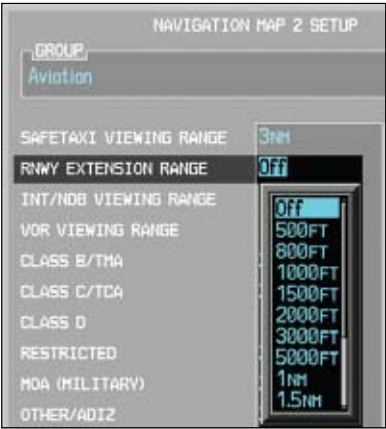 NAVIGATION MAP 2 SETUP
GROUP
Aviation
SAFETAXI VIEWING RANGE 3NM
RNWY EXTENSION RANGE Off
INT/NDB VIEWING RANGE
VOR VIEWING RANGE
CLASS B/TMA
CLASS C/TCA
CLASS D
RESTRICTED
MOA (MILITARY)
OTHER/ADIZ
Off
500FT
800FT
1000FT
1500FT
2000FT
3000FT
5000FT
1NM
1.5NM